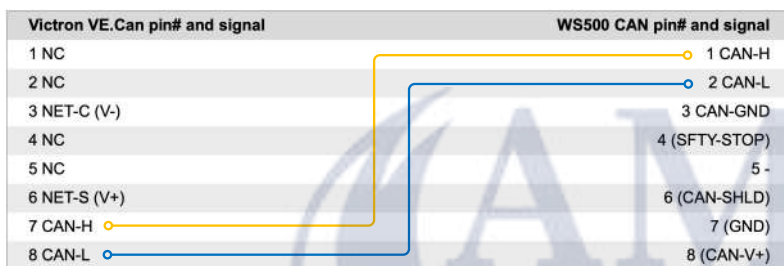 Victron VE.Can pin# and signal WS500 CAN pin# and signal
1 NC 1 CAN-H
2 NC 2 CAN-L
3 NET-C (V-) 3 CAN-GND
4 NC 4 (SFTY-STOP)
5 NC 5 -
6 NET-S (V+) 6 (CAN-SHLD)
7 CAN-H 7 (GND)
8 CAN-L 8 (CAN-V+)
AM